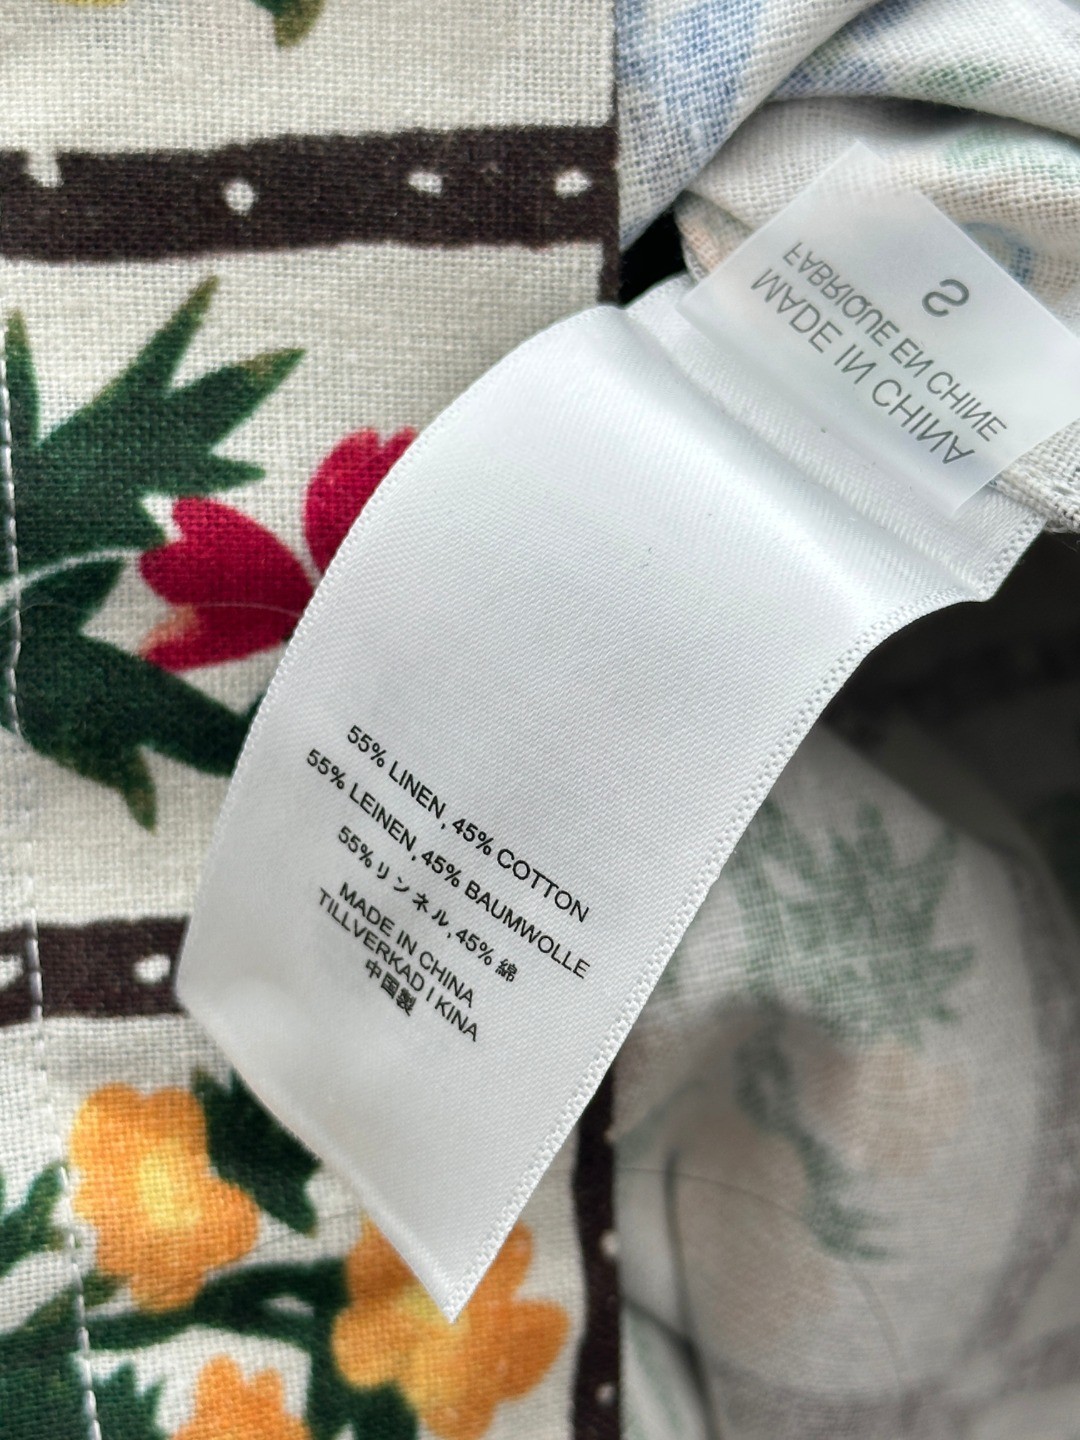 S
FABRIQUE EN CHINE
MADE IN CHINA
55% LINEN, 45% COTTON
55% LEINEN, 45% BAUMWOLLE
55% リンネル, 45% 綿
MADE IN CHINA
TILLVERKAD I KINA
中国製